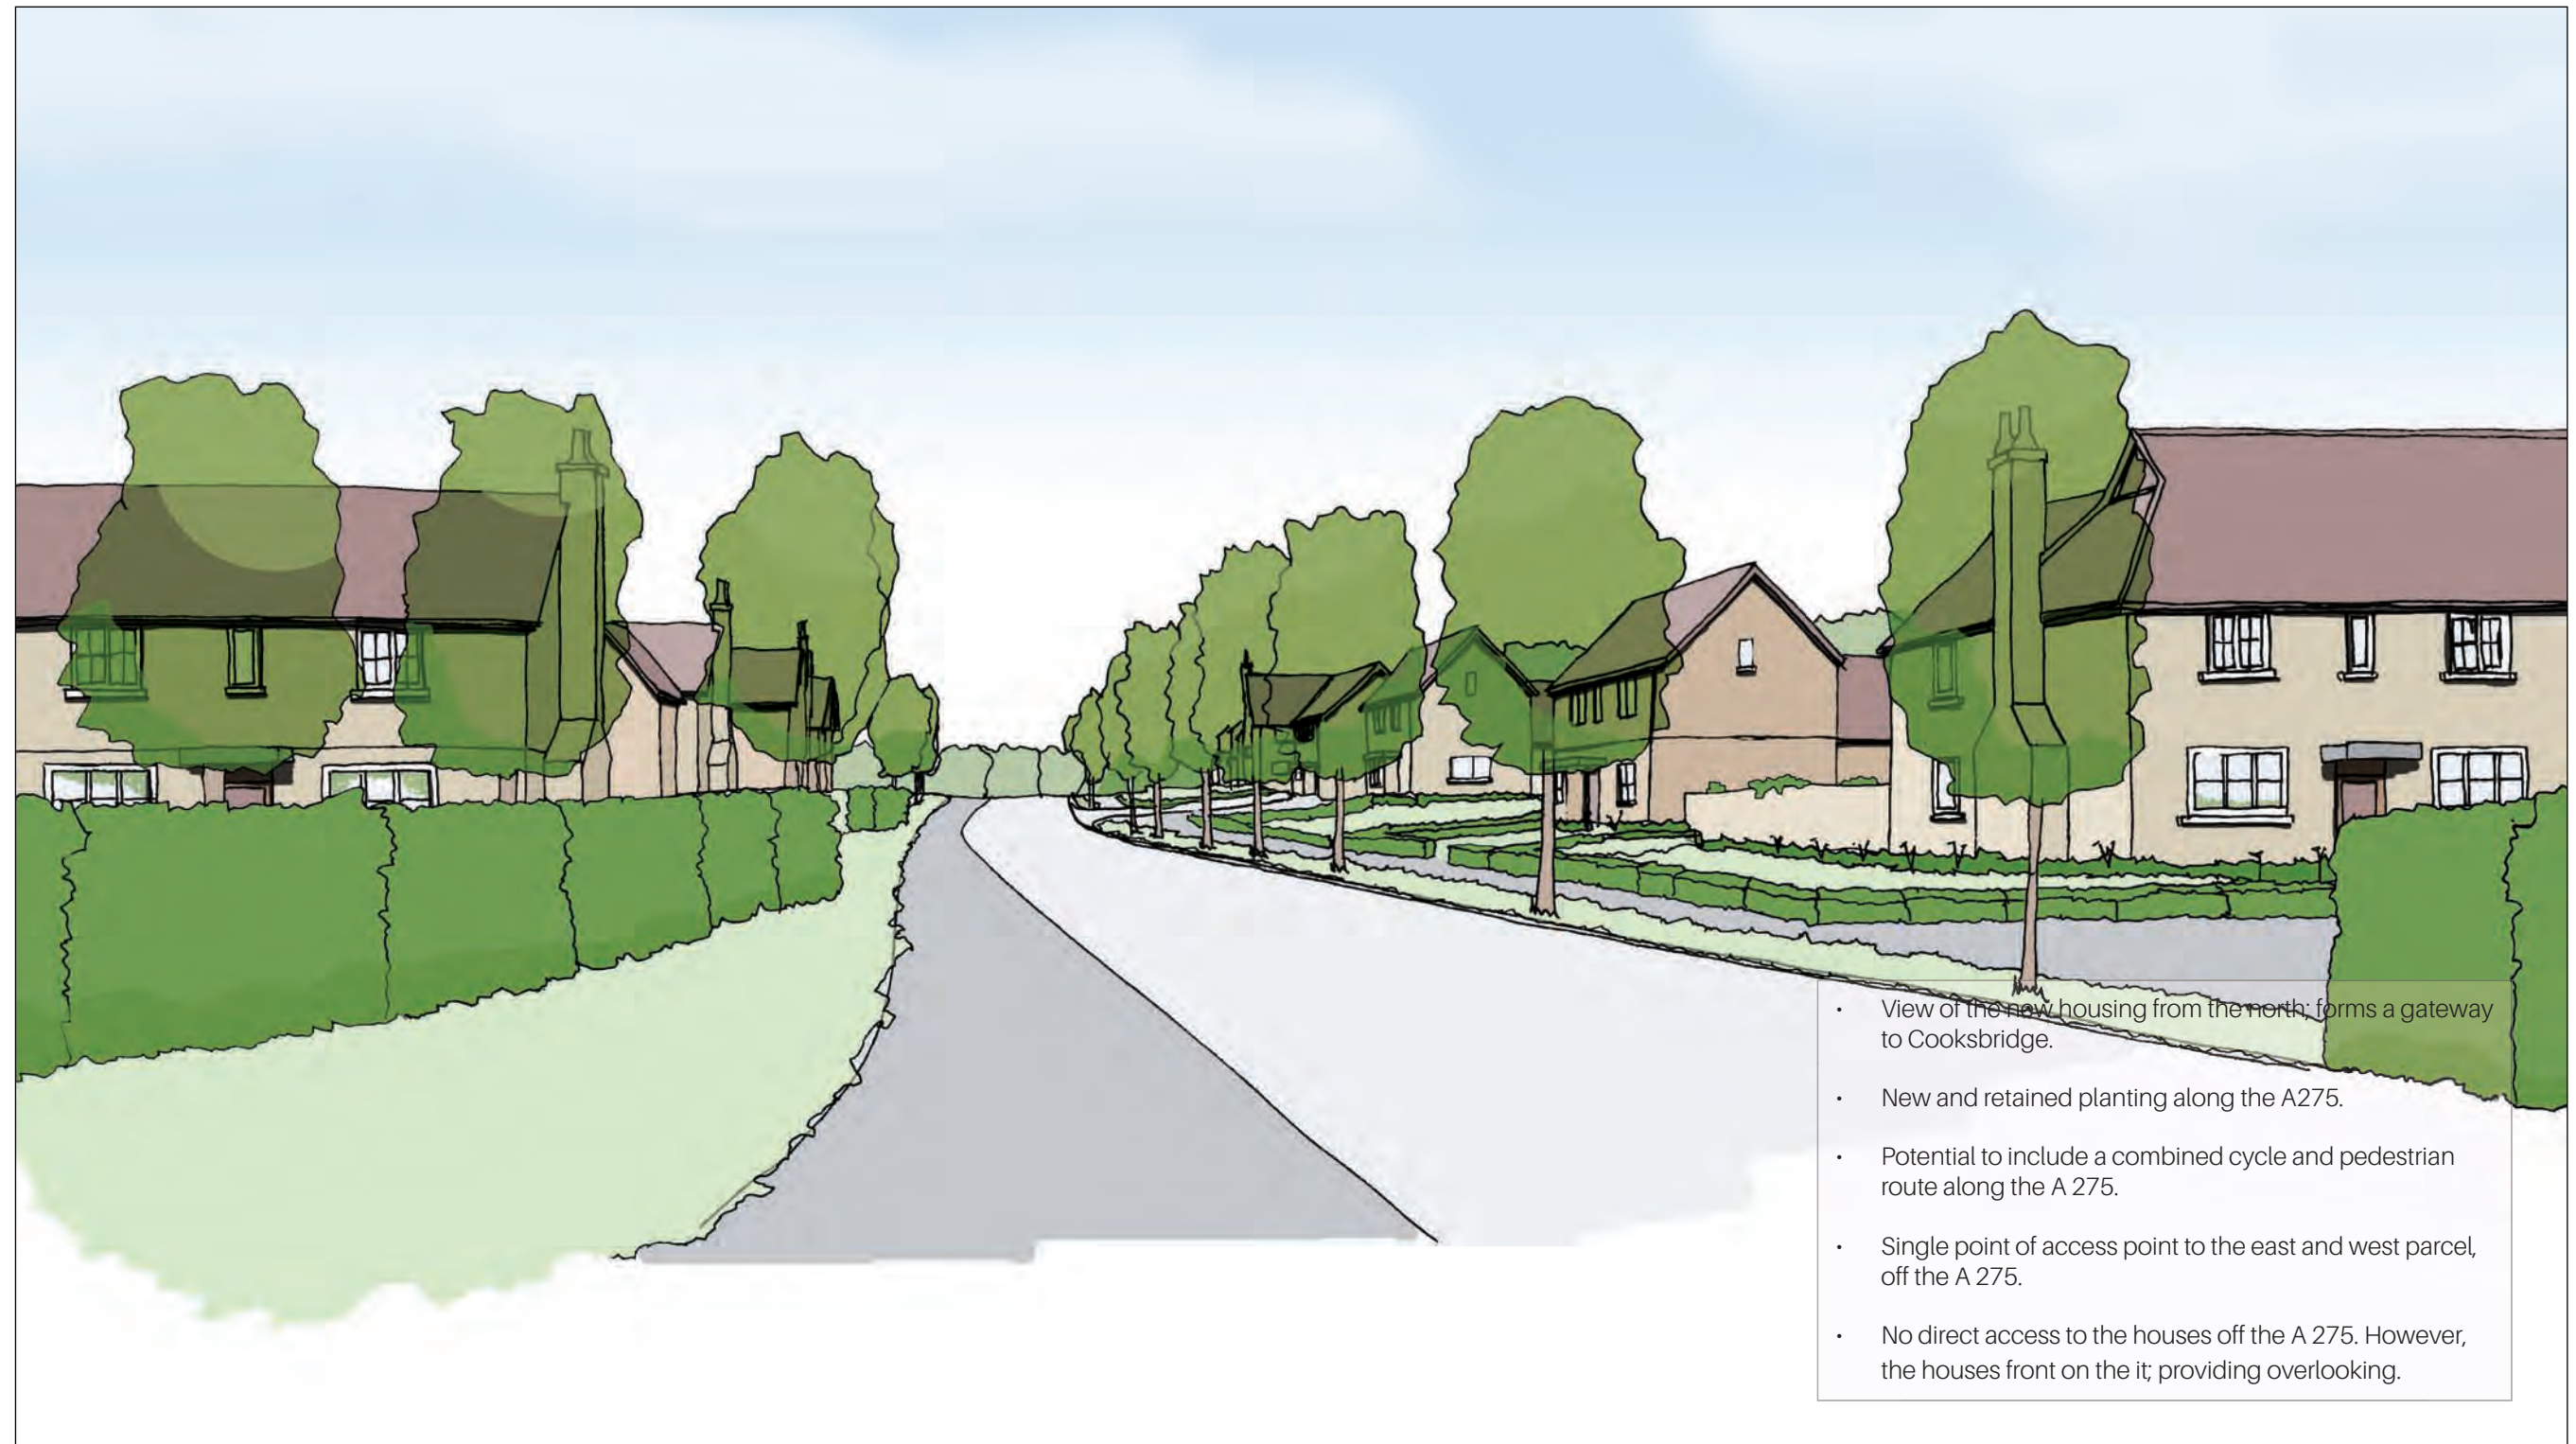 • View of the new housing from the north; forms a gateway
to Cooksbridge.
• New and retained planting along the A275.
• Potential to include a combined cycle and pedestrian
route along the A 275.
• Single point of access point to the east and west parcel,
off the A 275.
• No direct access to the houses off the A 275. However,
the houses front on the it; providing overlooking.